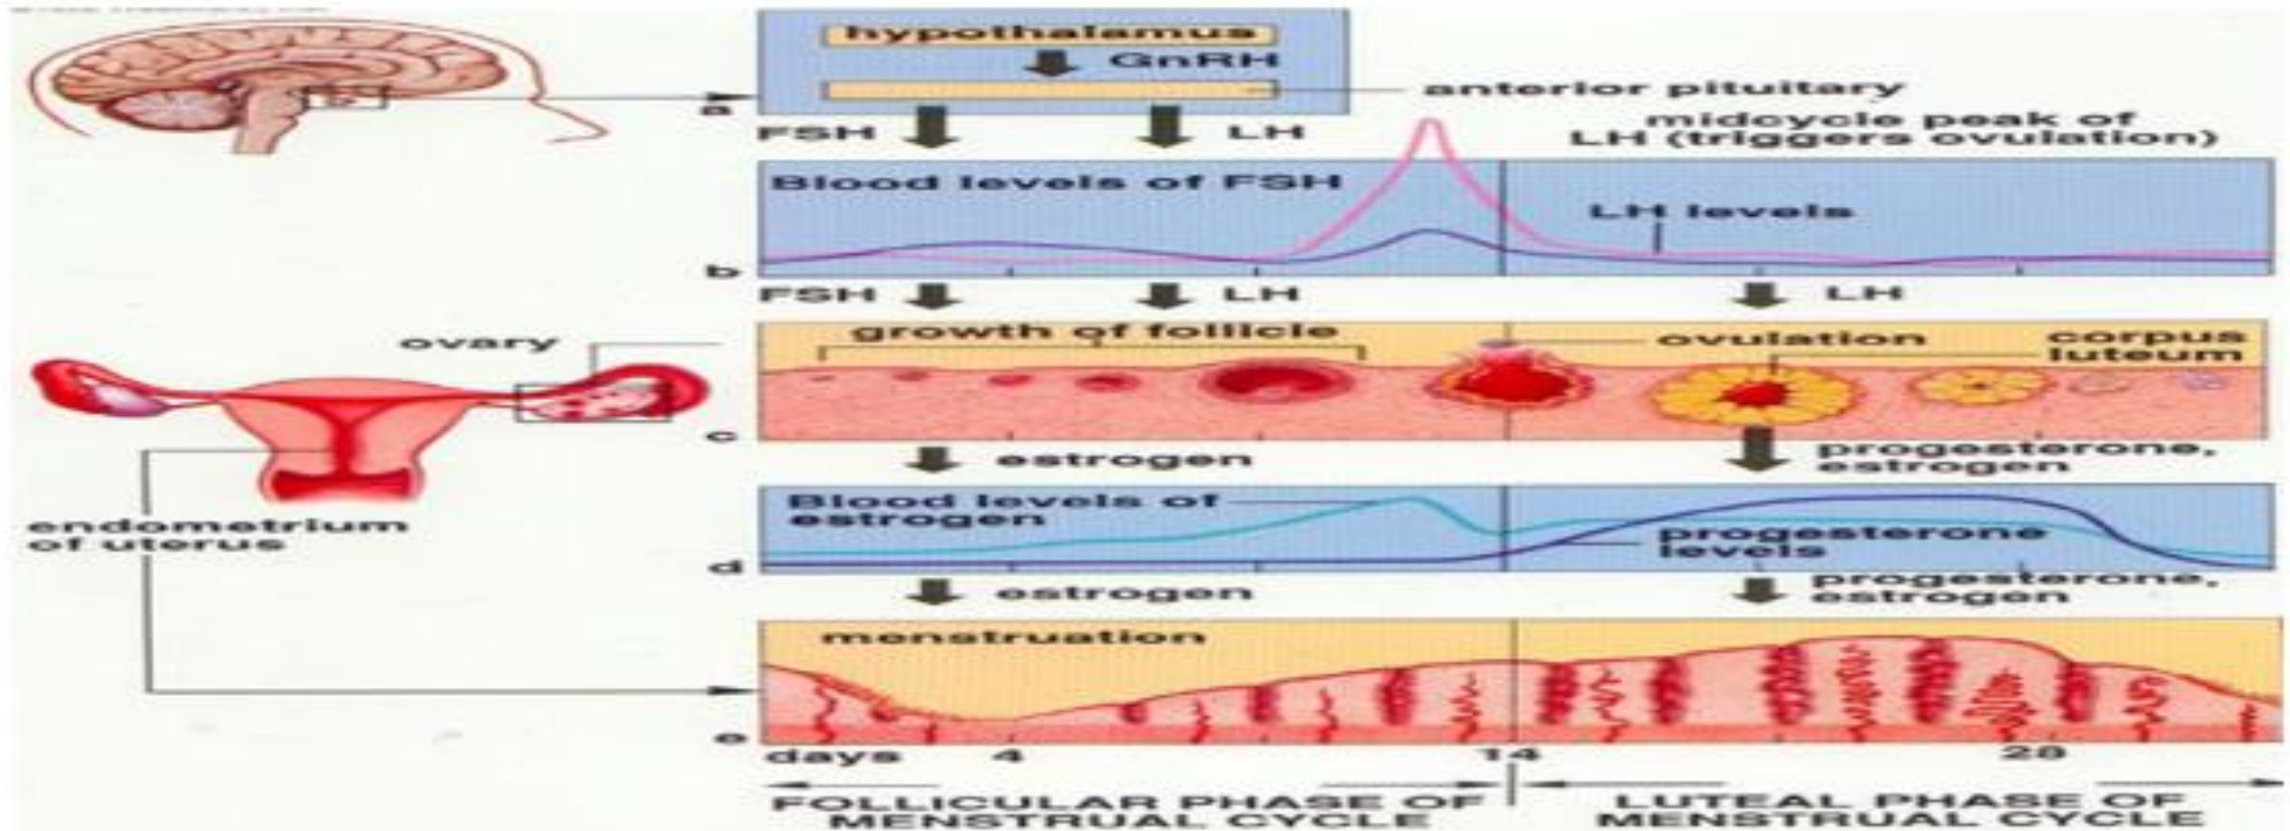 hypothalamus
GnRH
anterior pituitary
a
FSH
LH
midcycle peak of
LH (triggers ovulation)
Blood levels of FSH
LH levels
b
FSH
LH
LH
ovary
growth of follicle
ovulation
corpus
luteum
c
estrogen
progesterone,
estrogen
endometrium
of uterus
Blood levels of
estrogen
progesterone
levels
d
estrogen
progesterone,
estrogen
menstruation
e
days 4 14 28
FOLLICULAR PHASE OF
MENSTRUAL CYCLE
LUTEAL PHASE OF
MENSTRUAL CYCLE